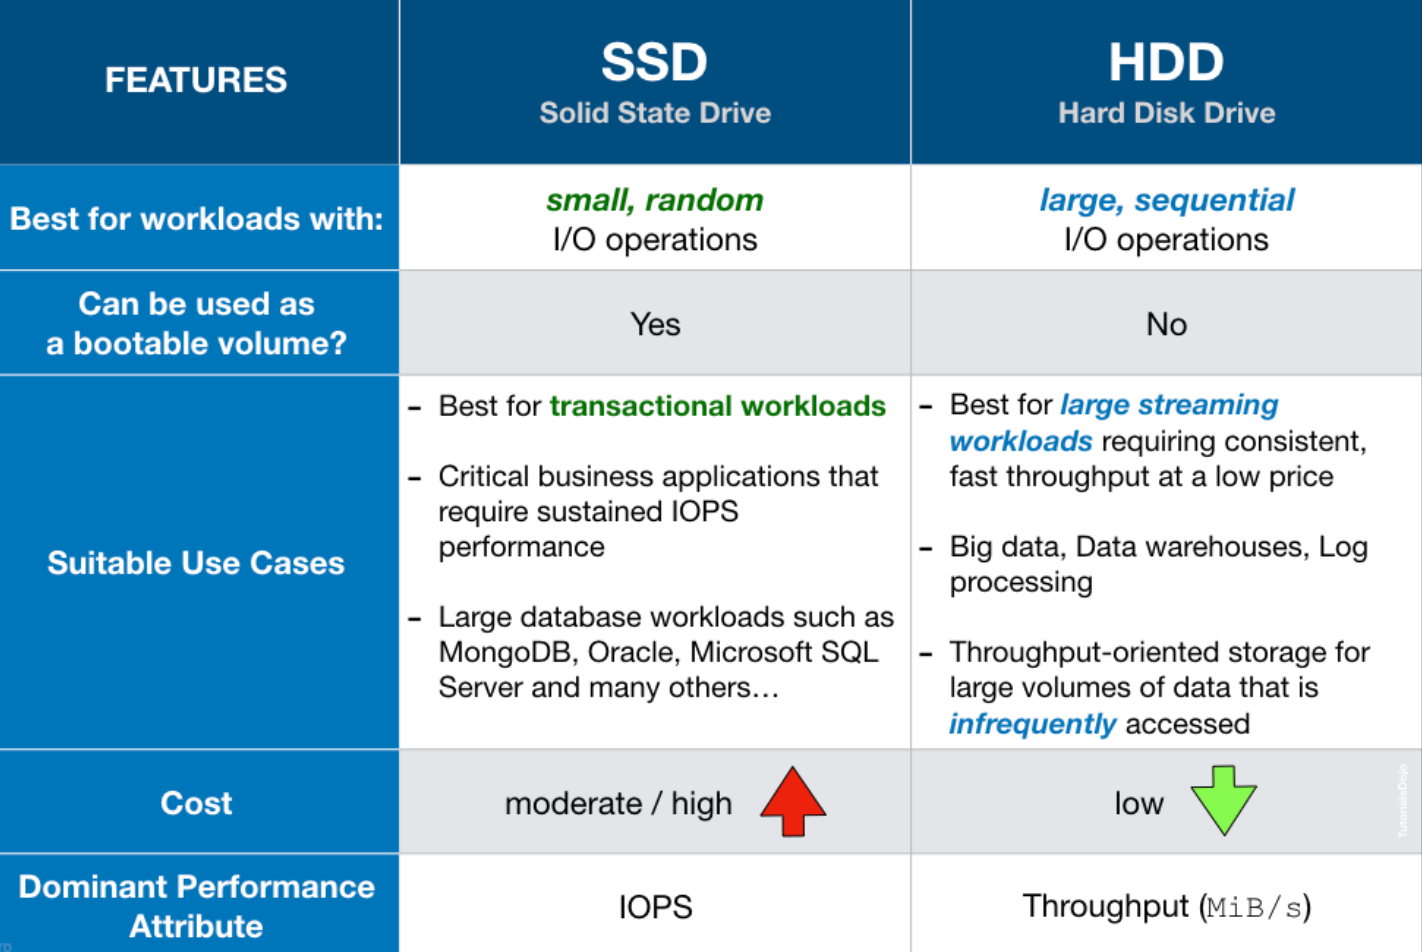 FEATURES
SSD
Solid State Drive
HDD
Hard Disk Drive
Best for workloads with:
small, random
I/O operations
large, sequential
I/O operations
Can be used as
a bootable volume?
Yes
No
Suitable Use Cases
- Best for transactional workloads
- Critical business applications that
require sustained IOPS
performance
- Large database workloads such as
MongoDB, Oracle, Microsoft SQL
Server and many others...
- Best for large streaming
workloads requiring consistent,
fast throughput at a low price
- Big data, Data warehouses, Log
processing
- Throughput-oriented storage for
large volumes of data that is
infrequently accessed
Cost
moderate / high
low
TutorialsDojo
Dominant Performance
Attribute
IOPS
Throughput (MiB/s)